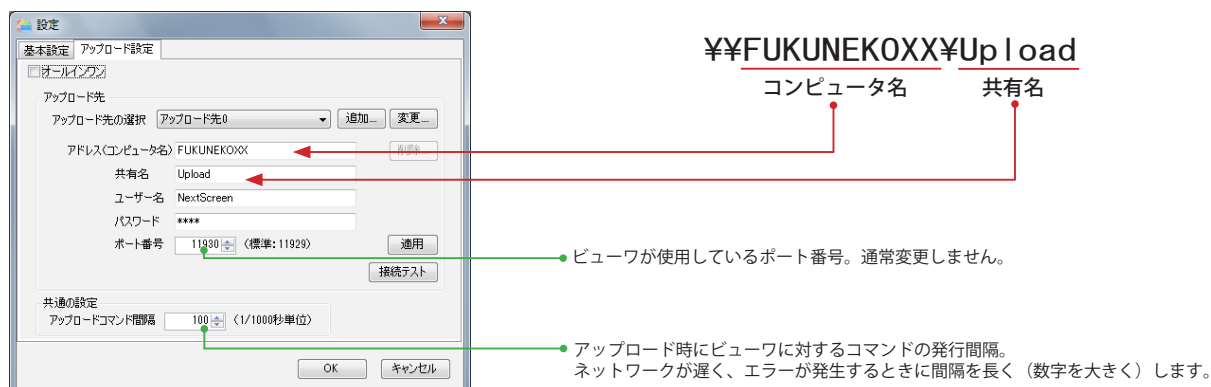 設定
基本設定 アップロード設定
オールインワン
アップロード先
アップロード先の選択 アップロード先0 追加... 変更...
アドレス(コンピュータ名) FUKUNEKOXX 削除...
共有名 Upload
ユーザー名 NextScreen
パスワード ****
ポート番号 11930 (標準:11929) 適用
接続テスト
共通の設定
アップロードコマンド間隔 100 (1/1000秒単位)
OK キャンセル
¥¥FUKUNEKOXX¥Upload
コンピュータ名 共有名
ビューワが使用しているポート番号。通常変更しません。
アップロード時にビューワに対するコマンドの発行間隔。
ネットワークが遅く、エラーが発生するときに間隔を長く(数字を大きく)します。